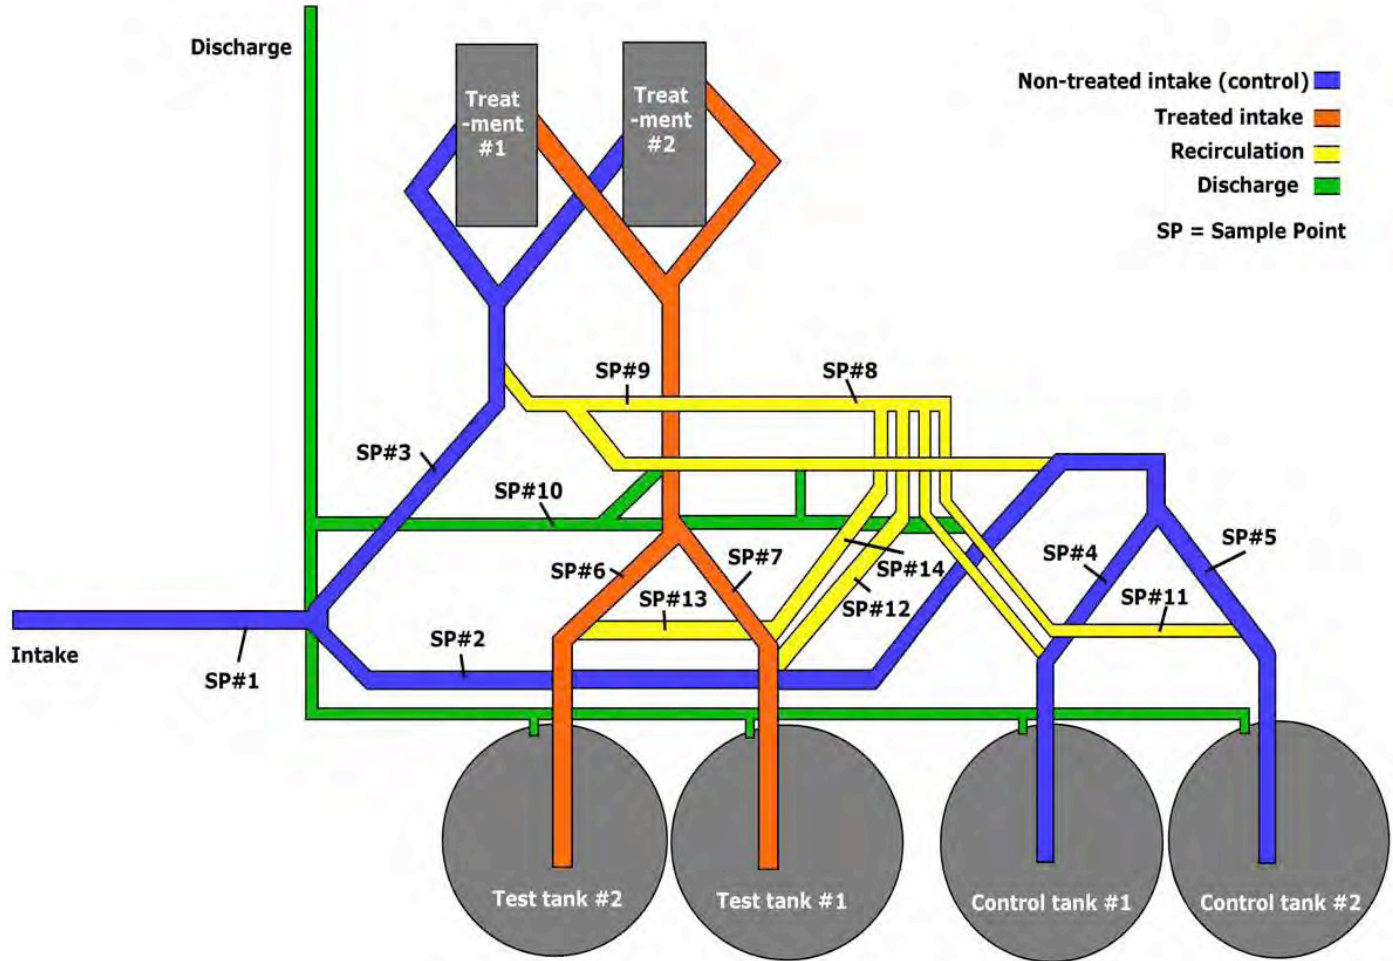 Discharge
Treat
-ment
#1
Treat
-ment
#2
Non-treated intake (control)
Treated intake
Recirculation
Discharge
SP = Sample Point
SP#9
SP#8
SP#3
SP#10
SP#6
SP#7
SP#14
SP#4
SP#5
SP#13
SP#12
SP#11
SP#2
Intake
SP#1
Test tank #2
Test tank #1
Control tank #1
Control tank #2